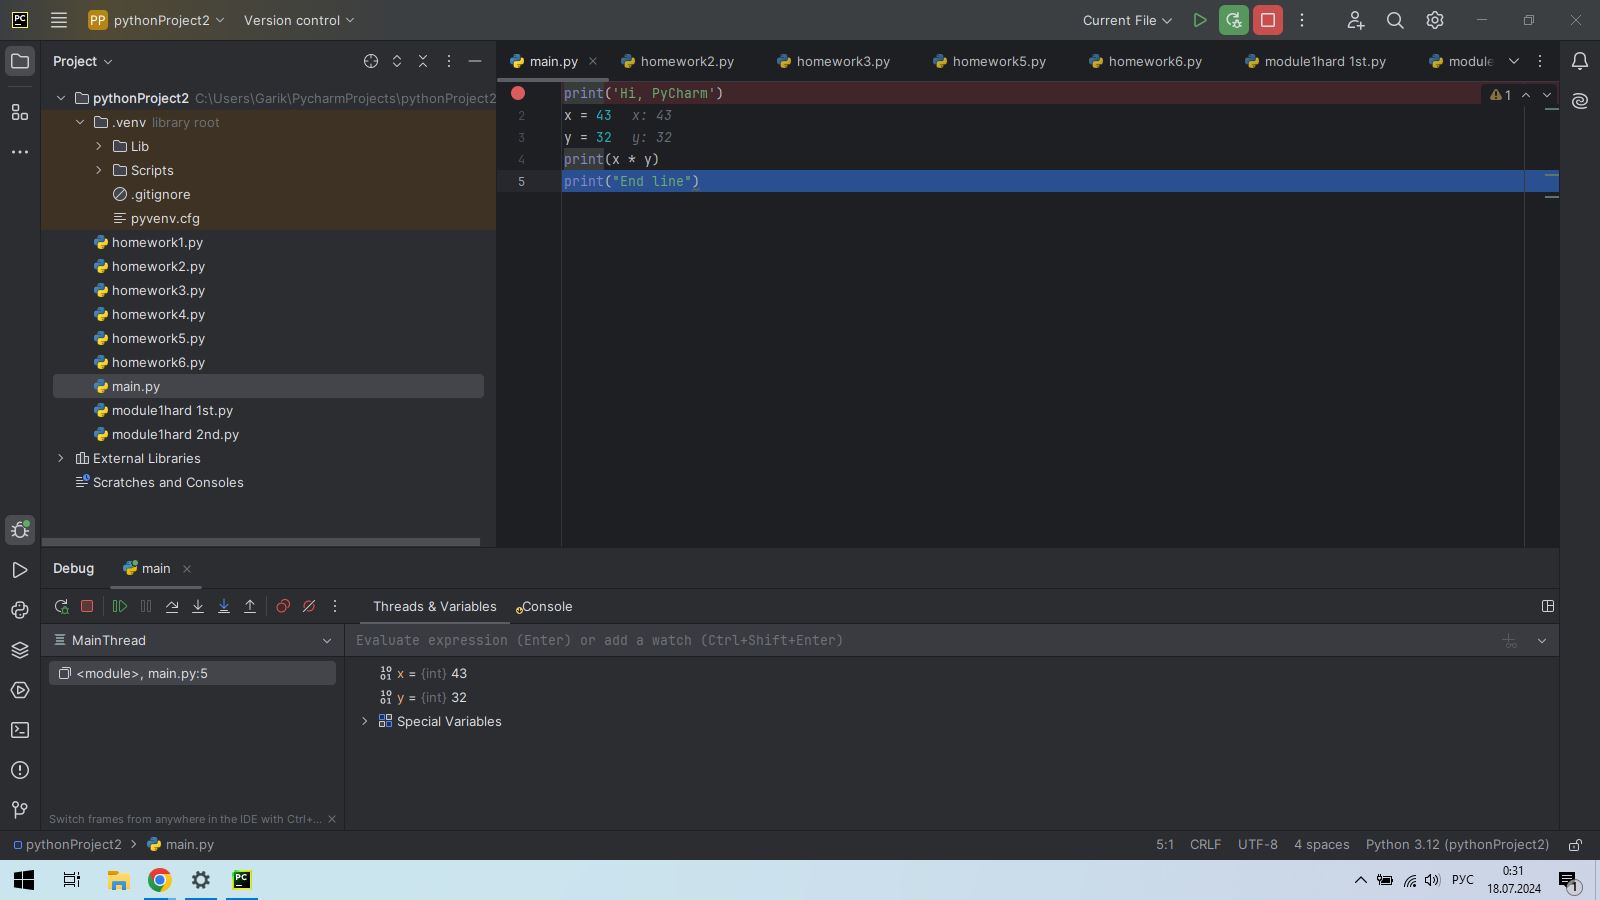 PC
PP pythonProject2
Version control
Current File
Project
main.py
homework2.py
homework3.py
homework5.py
homework6.py
module1hard 1st.py
module
pythonProject2 C:\Users\Garik\PycharmProjects\pythonProject2
.venv library root
Lib
Scripts
.gitignore
pyvenv.cfg
homework1.py
homework2.py
homework3.py
homework4.py
homework5.py
homework6.py
main.py
module1hard 1st.py
module1hard 2nd.py
External Libraries
Scratches and Consoles
print('Hi, PyCharm')
1
2 x = 43 x: 43
3 y = 32 y: 32
4 print(x * y)
5 print("End line")
Debug
main
Threads & Variables
Console
MainThread
Evaluate expression (Enter) or add a watch (Ctrl+Shift+Enter)
<module>, main.py:5
x = {int} 43
y = {int} 32
Special Variables
Switch frames from anywhere in the IDE with Ctrl+...
pythonProject2 > main.py
5:1 CRLF UTF-8 4 spaces Python 3.12 (pythonProject2)
PC
РУС
0:31
18.07.2024
1